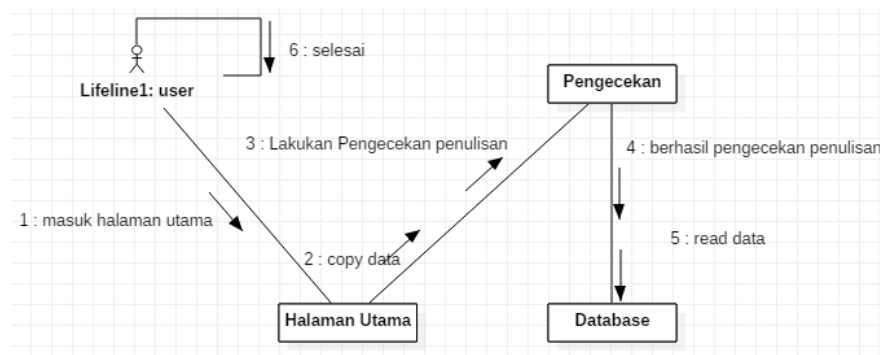 6 : selesai
Lifeline1: user
Pengecekan
3 : Lakukan Pengecekan penulisan
4 : berhasil pengecekan penulisan
1 : masuk halaman utama
5 : read data
2 : copy data
Halaman Utama
Database